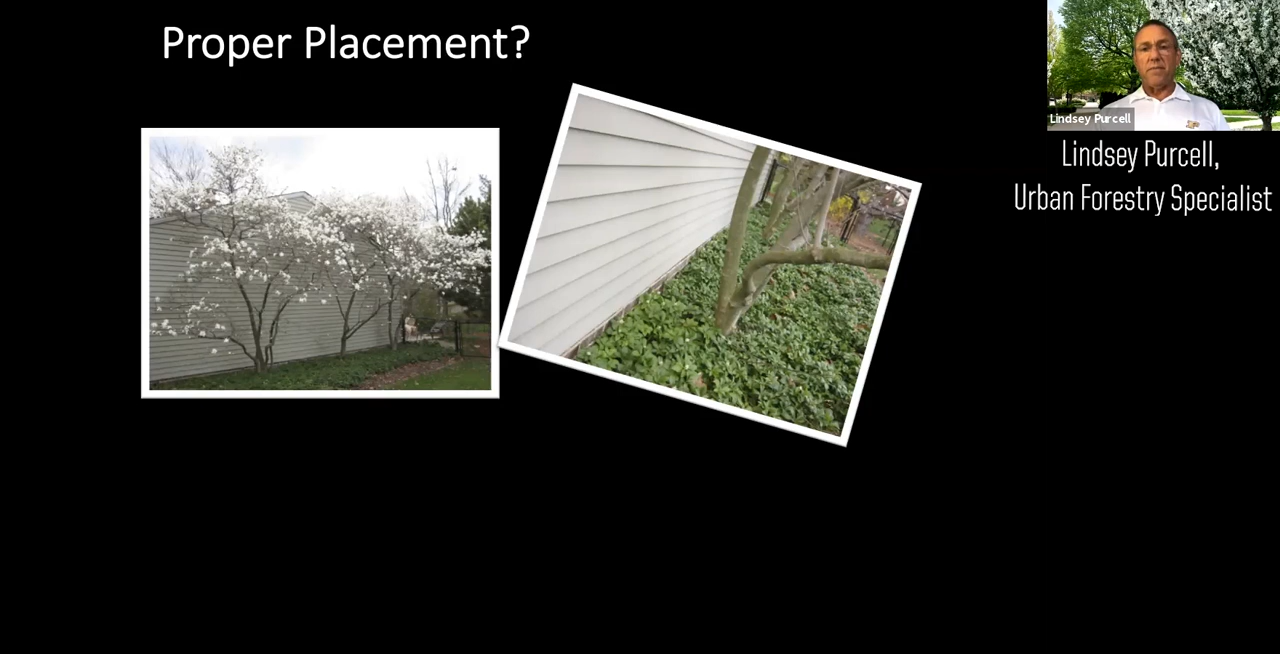 Proper Placement?
Lindsey Purcell
Lindsey Purcell,
Urban Forestry Specialist